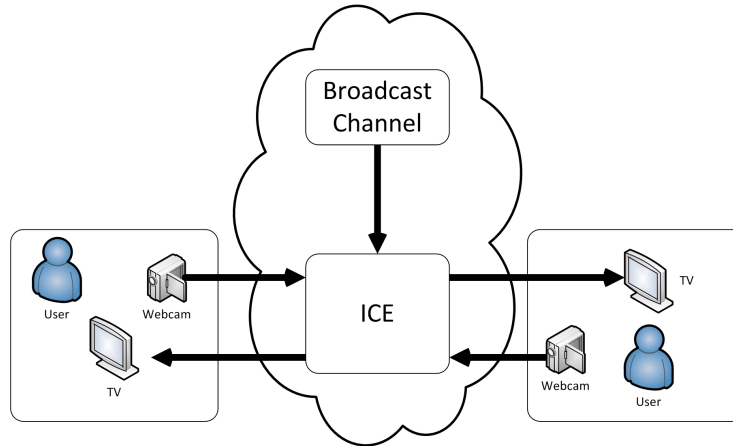 Broadcast
Channel
ICE
User
Webcam
TV
TV
Webcam
User